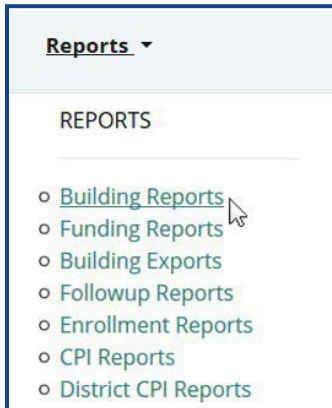 Reports
REPORTS
Building Reports
Funding Reports
Building Exports
Followup Reports
Enrollment Reports
CPI Reports
District CPI Reports